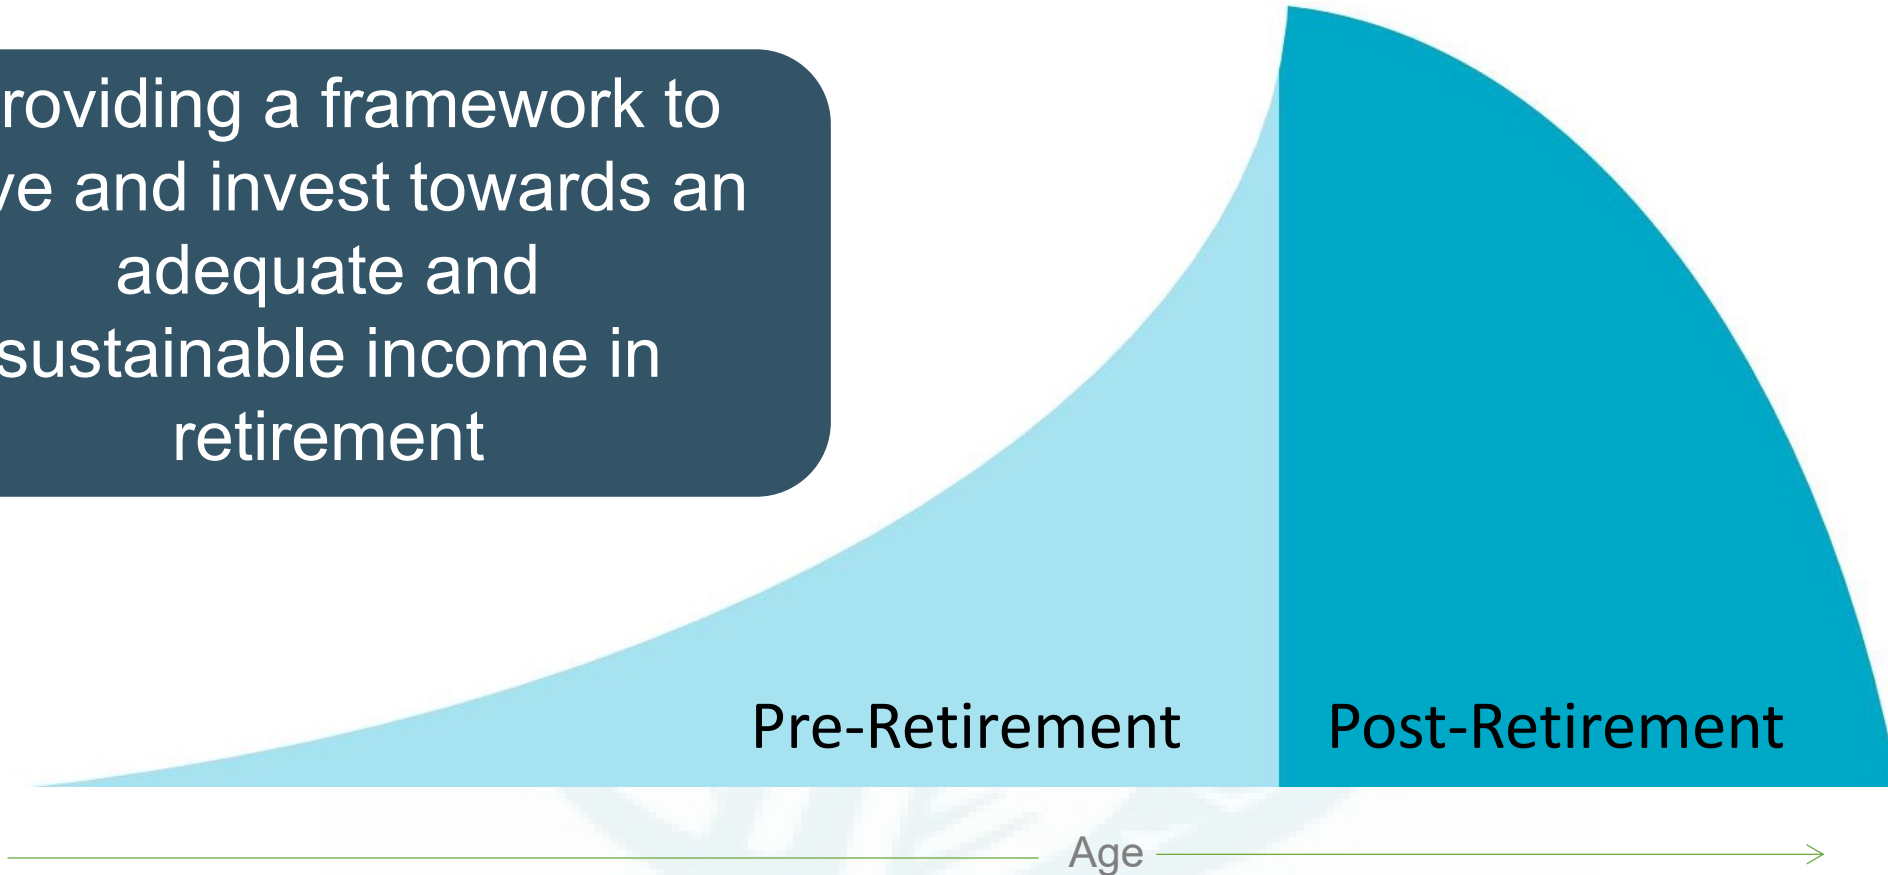 roviding a framework to
ve and invest towards an
adequate and
sustainable income in
retirement
Pre-Retirement
Post-Retirement
Age